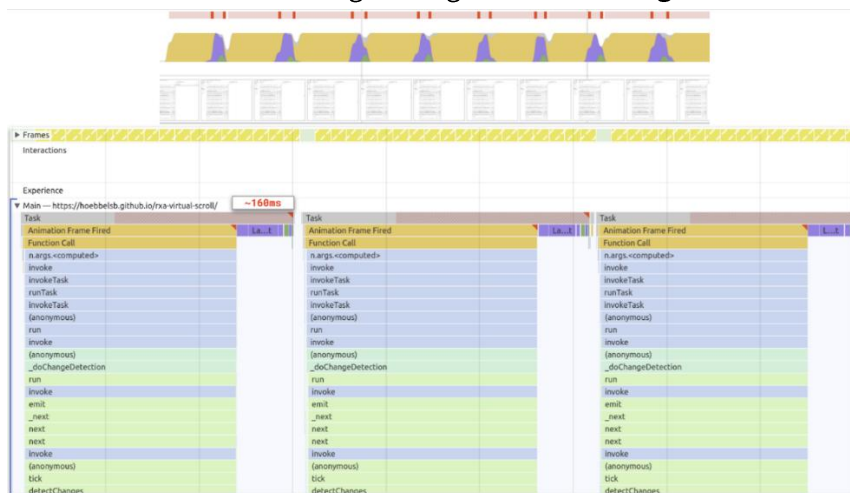 Frames
Interactions
Experience
Main — https://hoebbelsb.github.io/rxa-virtual-scroll/ ~160ms
Task Task Task
Animation Frame Fired La...t Animation Frame Fired La...t Animation Frame Fired L...t
Function Call Function Call Function Call
n.args.<computed> n.args.<computed> n.args.<computed>
invoke invoke invoke
invokeTask invokeTask invokeTask
runTask runTask runTask
invokeTask invokeTask invokeTask
(anonymous) (anonymous) (anonymous)
run run run
invoke invoke invoke
(anonymous) (anonymous) (anonymous)
_doChangeDetection _doChangeDetection _doChangeDetection
run run run
invoke invoke invoke
emit emit emit
_next _next _next
next next next
next next next
invoke invoke invoke
(anonymous) (anonymous) (anonymous)
tick tick tick
detectChanges detectChanges detectChanges